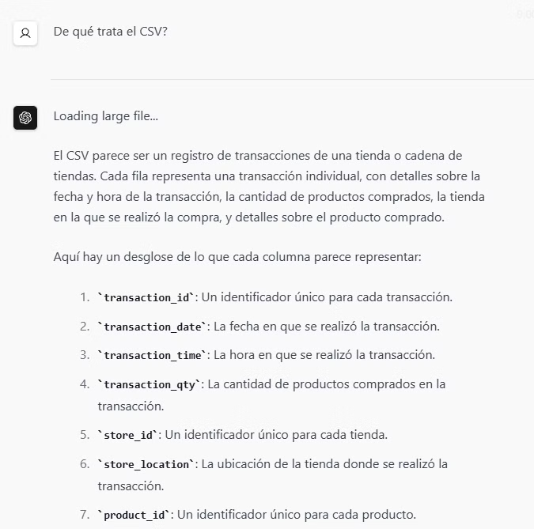 De qué trata el CSV?
Loading large file...
El CSV parece ser un registro de transacciones de una tienda o cadena de
tiendas. Cada fila representa una transacción individual, con detalles sobre la
fecha y hora de la transacción, la cantidad de productos comprados, la tienda
en la que se realizó la compra, y detalles sobre el producto comprado.
Aquí hay un desglose de lo que cada columna parece representar:
1. `transaction_id`: Un identificador único para cada transacción.
2. `transaction_date`: La fecha en que se realizó la transacción.
3. `transaction_time`: La hora en que se realizó la transacción.
4. `transaction_qty`: La cantidad de productos comprados en la
transacción.
5. `store_id`: Un identificador único para cada tienda.
6. `store_location`: La ubicación de la tienda donde se realizó la
transacción.
7. `product_id`: Un identificador único para cada producto.